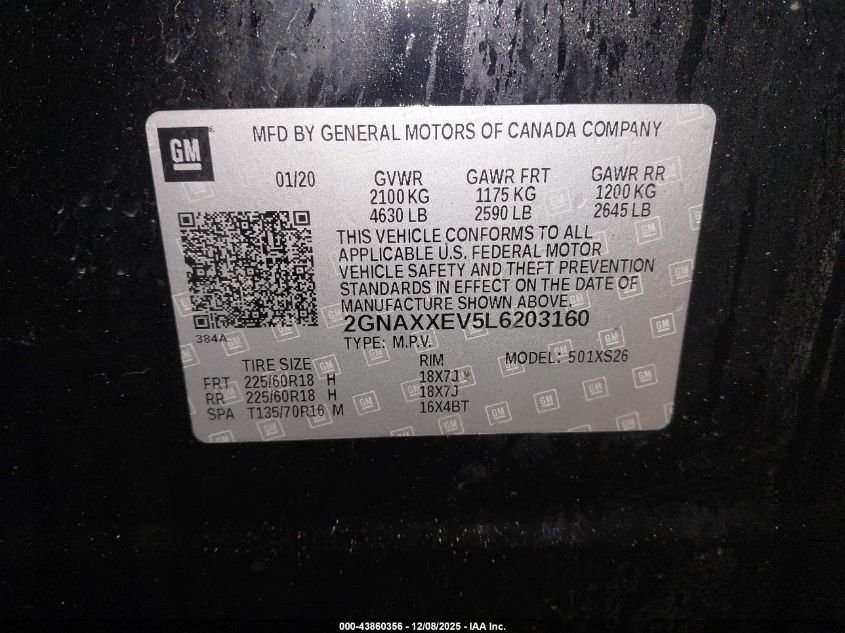 GM
MFD BY GENERAL MOTORS OF CANADA COMPANY
01/20 GVWR GAWR FRT GAWR RR
2100 KG 1175 KG 1200 KG
4630 LB 2590 LB 2645 LB
THIS VEHICLE CONFORMS TO ALL
APPLICABLE U.S. FEDERAL MOTOR
VEHICLE SAFETY AND THEFT PREVENTION
STANDARDS IN EFFECT ON THE DATE OF
MANUFACTURE SHOWN ABOVE.
384A
2GNAXXEV5L6203160
TYPE: M.P.V.
TIRE SIZE RIM MODEL: 501XS26
FRT 225/60R18 H 18X7J
RR 225/60R18 H 18X7J
SPA T135/70R16 M 16X4BT
000-43860356 - 12/08/2025 - IAA Inc.